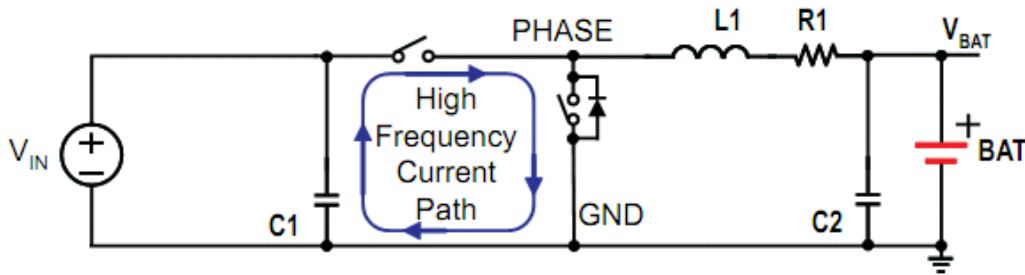 PHASE
L1
R1
VBAT
High
Frequency
Current
Path
VIN
+
BAT
C1
GND
C2